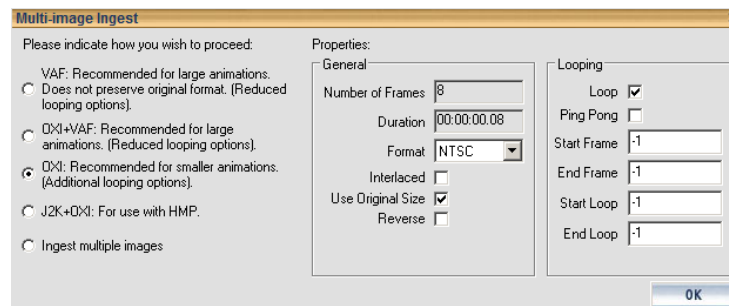 Multi-image Ingest
Please indicate how you wish to proceed:
VAF: Recommended for large animations.
Does not preserve original format. (Reduced
looping options).
OXI+VAF: Recommended for large
animations. (Reduced looping options).
OXI: Recommended for smaller animations.
(Additional looping options).
J2K+OXI: For use with HMP.
Ingest multiple images
Properties:
General
Number of Frames 8
Duration 00:00:00.08
Format NTSC
Interlaced
Use Original Size
Reverse
Looping
Loop
Ping Pong
Start Frame -1
End Frame -1
Start Loop -1
End Loop -1
OK